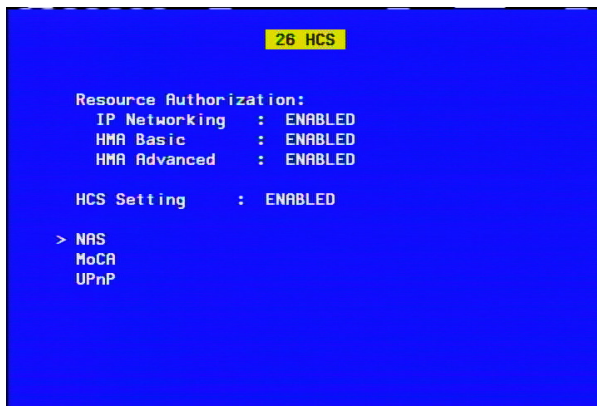 26 HCS
Resource Authorization:
IP Networking : ENABLED
HMA Basic : ENABLED
HMA Advanced : ENABLED
HCS Setting : ENABLED
> NAS
MoCA
UPnP